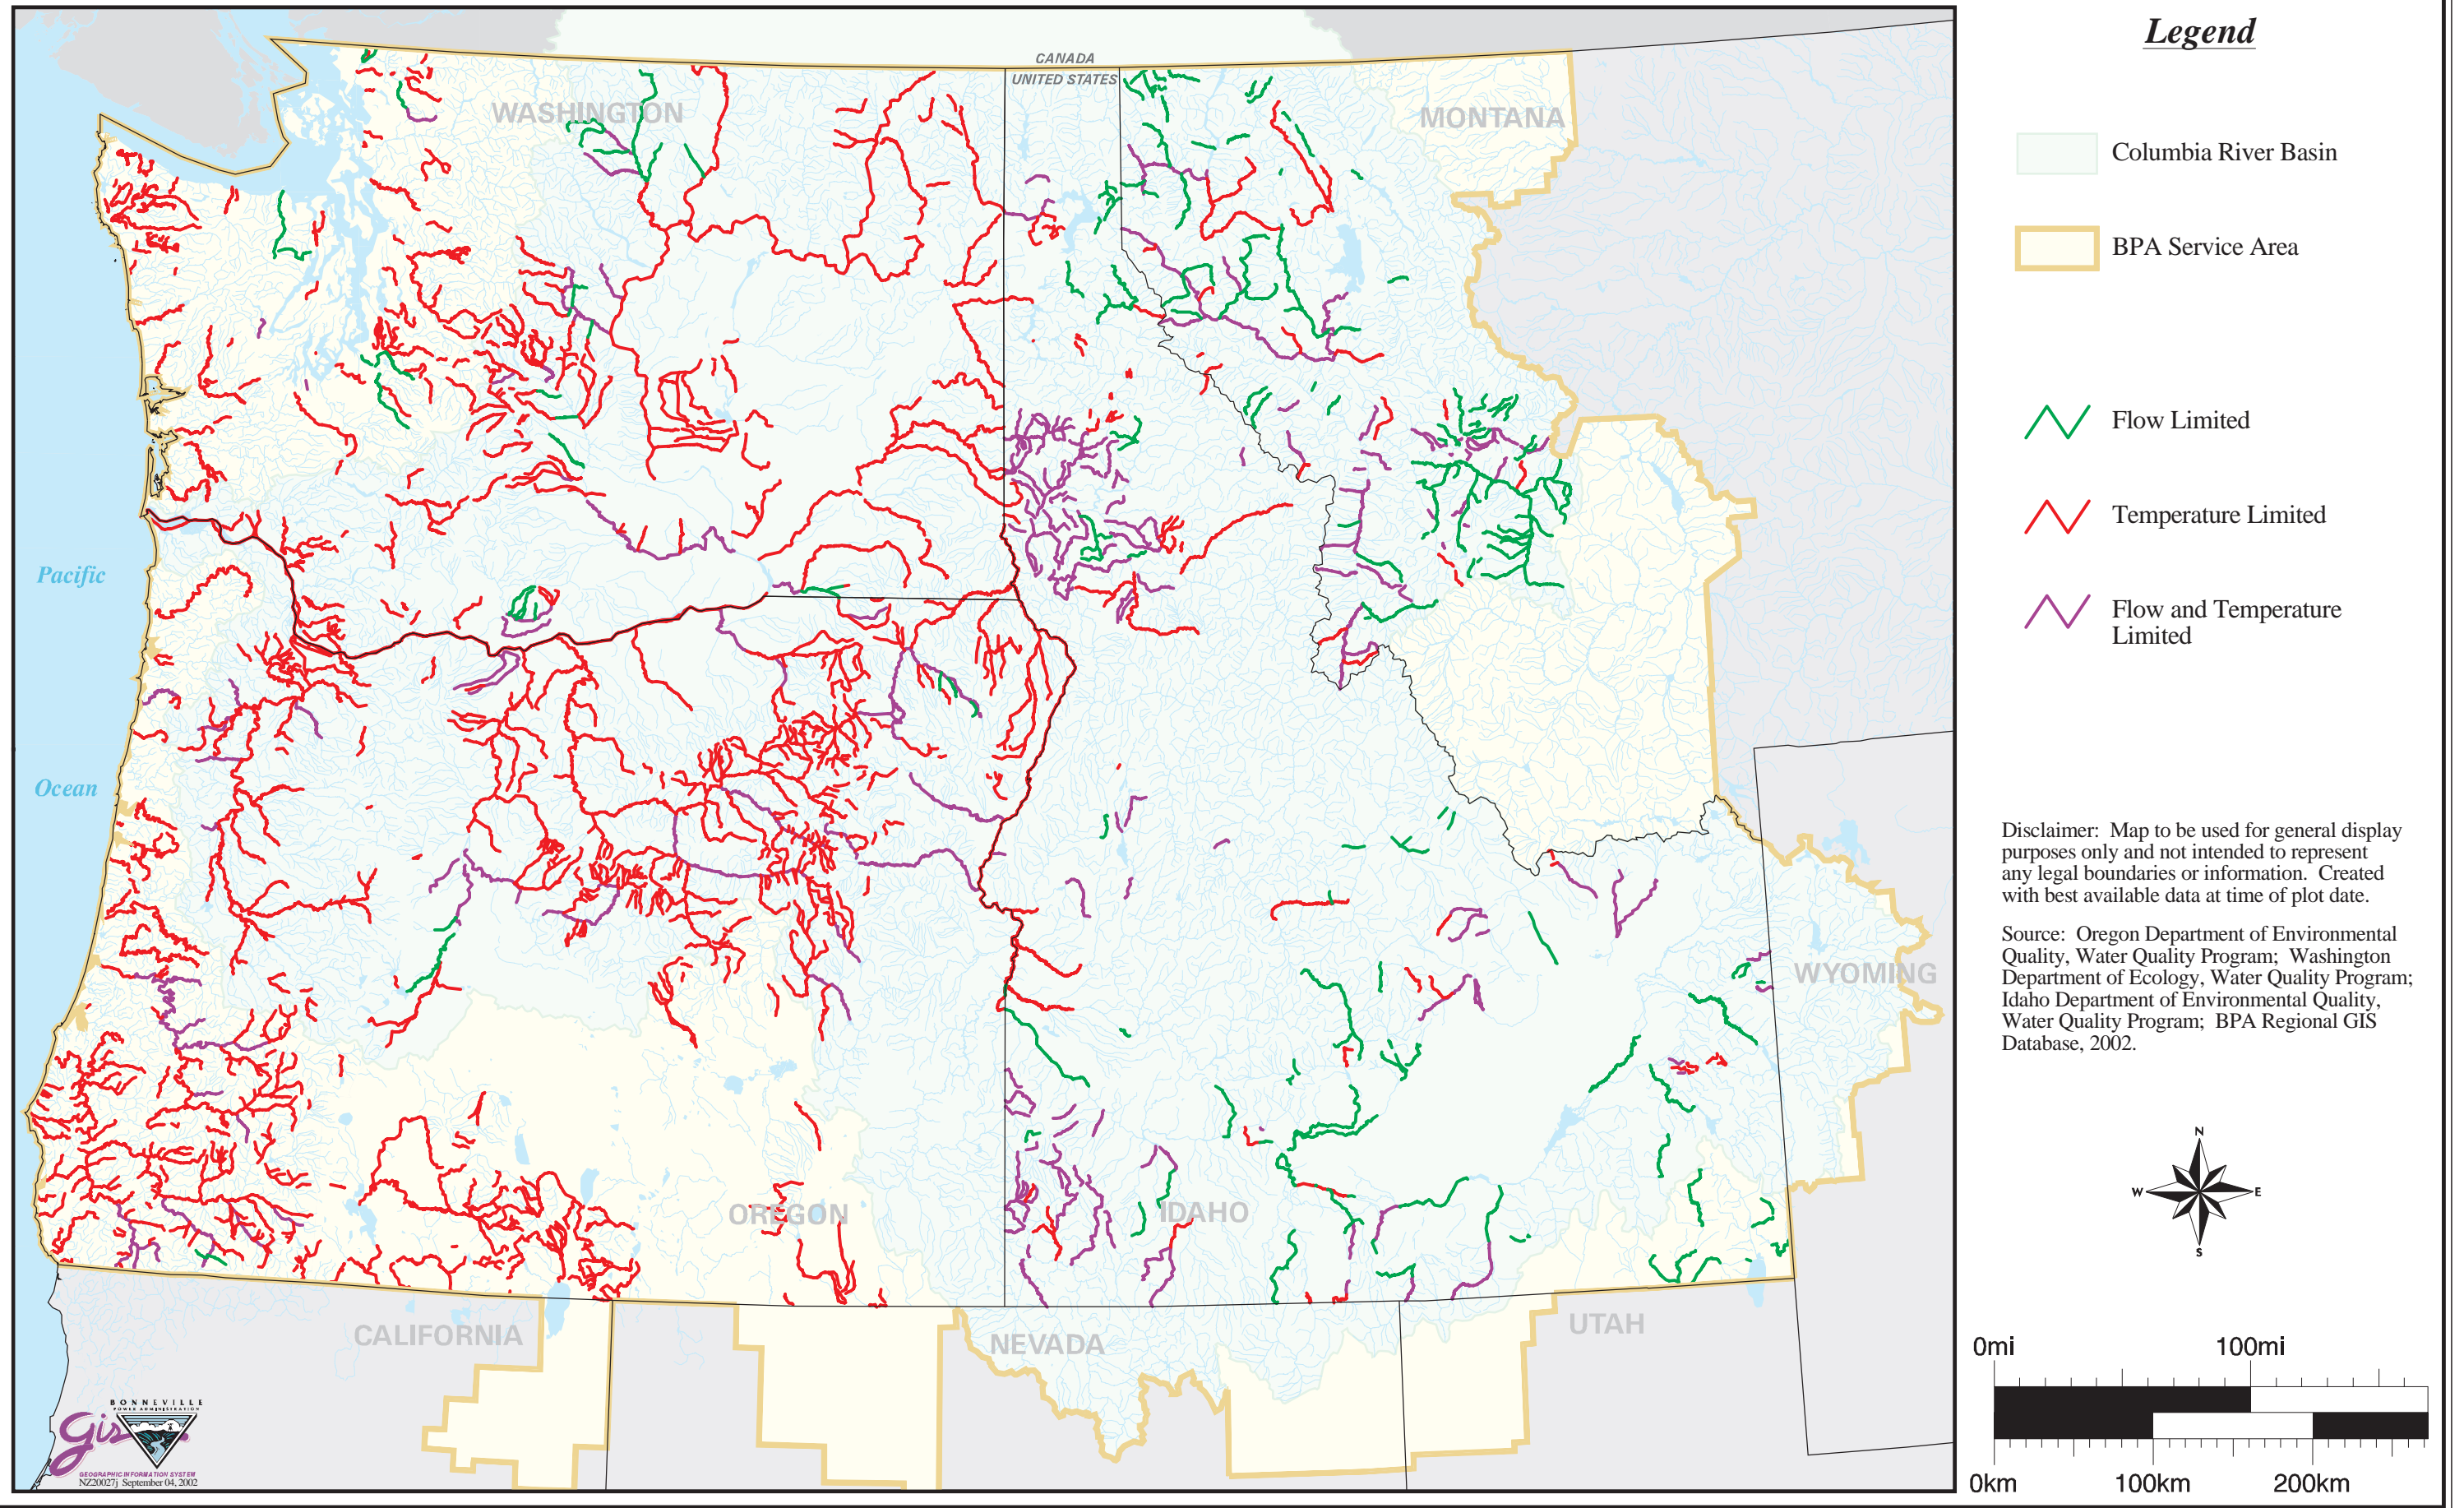 Legend
Columbia River Basin
BPA Service Area
Flow Limited
Temperature Limited
Flow and Temperature
Limited
Disclaimer: Map to be used for general display
purposes only and not intended to represent
any legal boundaries or information. Created
with best available data at time of plot date.
Source: Oregon Department of Environmental
Quality, Water Quality Program; Washington
Department of Ecology, Water Quality Program;
Idaho Department of Environmental Quality,
Water Quality Program; BPA Regional GIS
Database, 2002.
N
W E
S
0mi 100mi
0km 100km 200km
CANADA
UNITED STATES
WASHINGTON
MONTANA
Pacific
Ocean
WYOMING
OREGON
IDAHO
CALIFORNIA
NEVADA
UTAH
BONNEVILLE
POWER ADMINISTRATION
Gis
GEOGRAPHIC INFORMATION SYSTEM
NZ20027j September 04, 2002